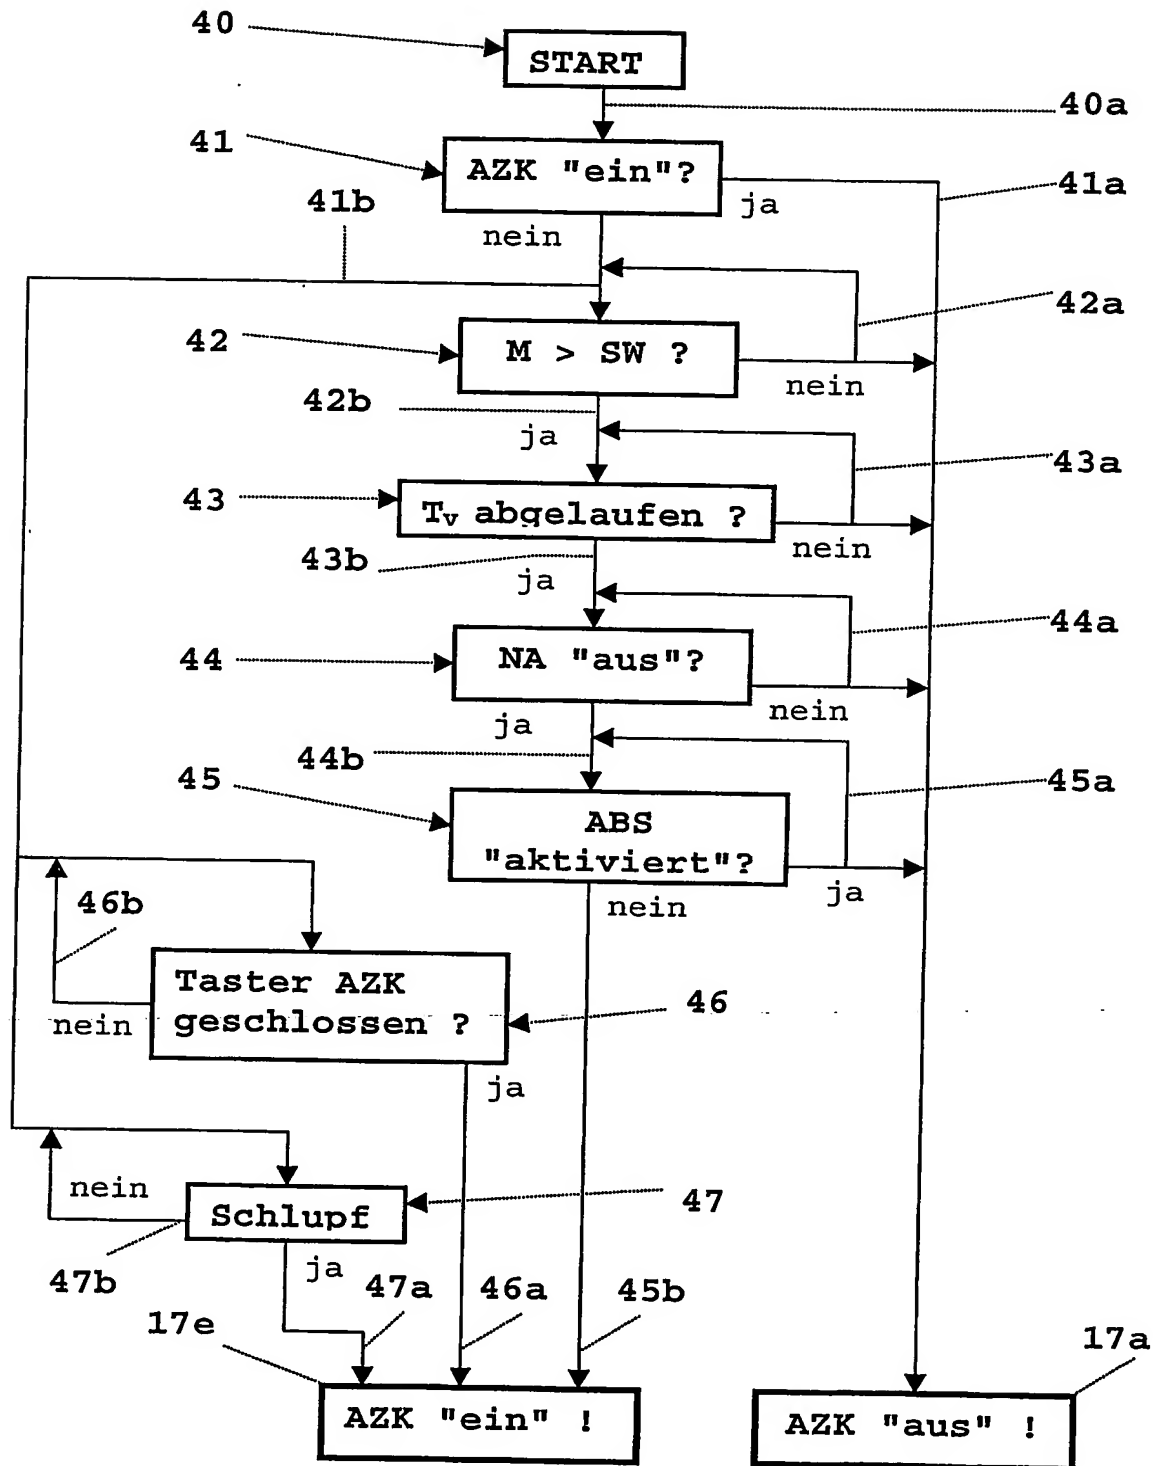 40
START
40a
41
AZK "ein"?
41a
41b
ja
nein
42a
42
M > SW ?
nein
42b
ja
43a
43
Tv abgelaufen ?
nein
43b
ja
44a
44
NA "aus"?
nein
ja
44b
45
45a
ABS
"aktiviert"?
ja
46b
nein
Taster AZK
geschlossen ?
46
nein
ja
nein
47
Schlupf
ja
47b
47a
46a
45b
17e
17a
AZK "ein" !
AZK "aus" !